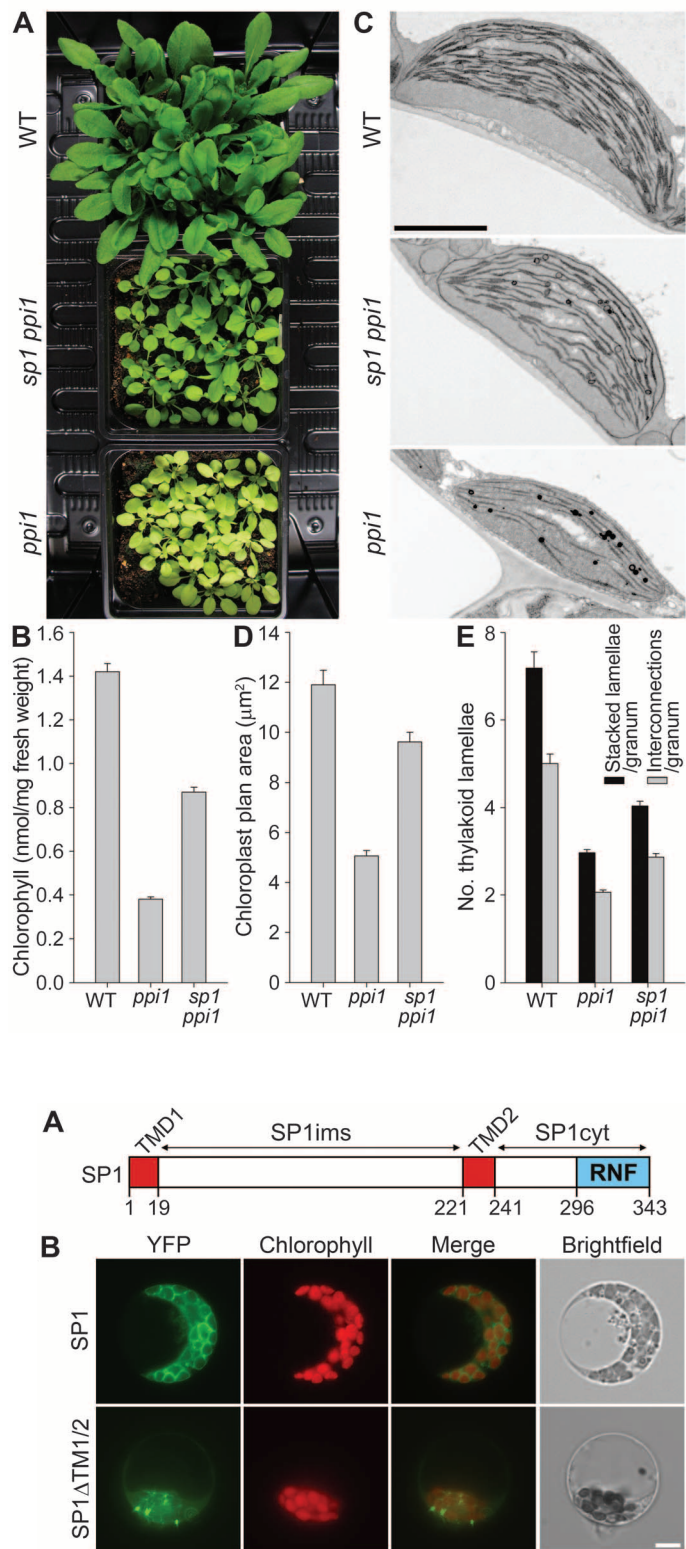 A
C
WT
WT
sp1 ppi1
sp1 ppi1
ppi1
ppi1
B
Chlorophyll (nmol/mg fresh weight)
1.6
1.4
1.2
1.0
0.8
0.6
0.4
0.2
0.0
WT
ppi1
sp1
ppi1
D
Chloroplast plan area (μm²)
14
12
10
8
6
4
2
0
WT
ppi1
sp1
ppi1
E
No. thylakoid lamellae
8
6
4
2
0
Stacked lamellae
/granum
Interconnections
/granum
WT
ppi1
sp1
ppi1
A
TMD1
SP1ims
TMD2
SP1cyt
SP1
RNF
1
19
221
241
296
343
B
YFP
Chlorophyll
Merge
Brightfield
SP1
SP1ΔTM1/2